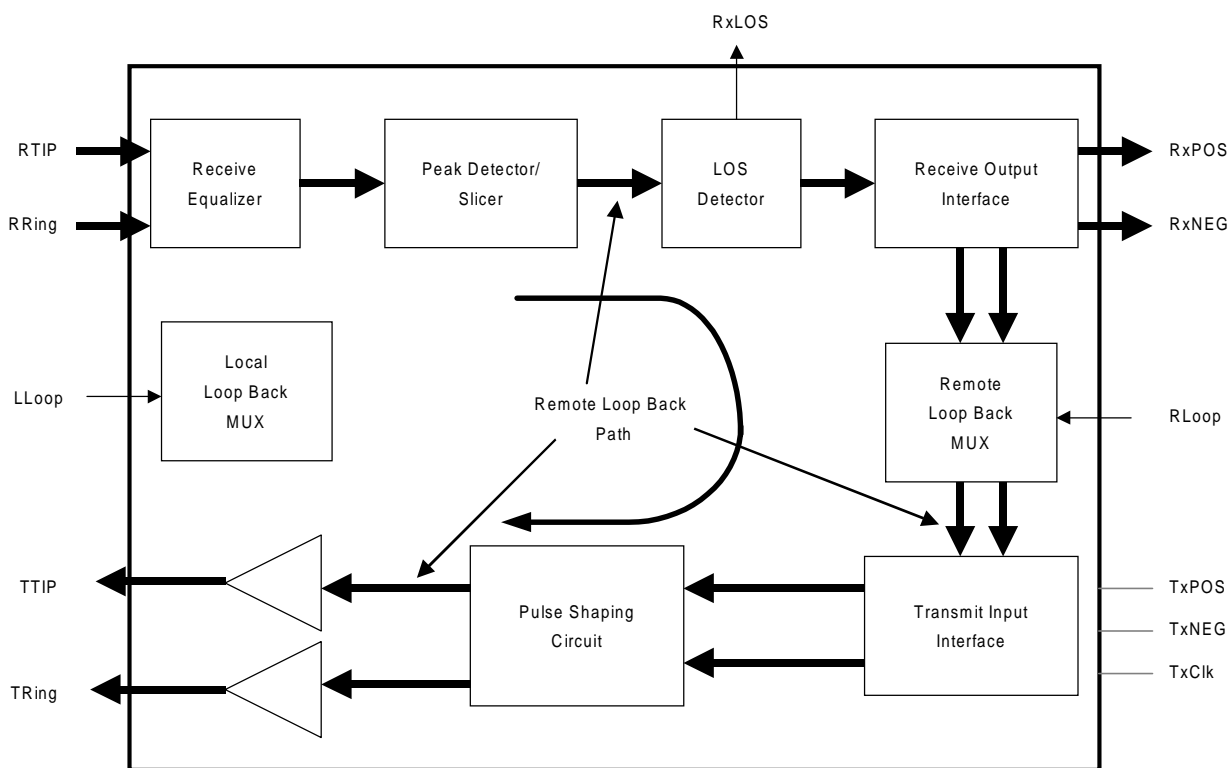 RxLOS
RTIP
RRing
Receive
Equalizer
Peak Detector/
Slicer
LOS
Detector
Receive Output
Interface
RxPOS
RxNEG
LLoop
Local
Loop Back
MUX
Remote Loop Back
Path
Remote
Loop Back
MUX
RLoop
TTIP
TRing
Pulse Shaping
Circuit
Transmit Input
Interface
TxPOS
TxNEG
TxClk